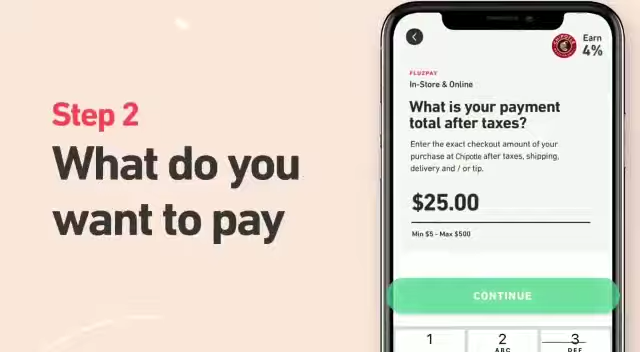 Step 2
What do you
want to pay
CHIPOTLE
Earn
4%
FLUZPAY
In-Store & Online
What is your payment
total after taxes?
Enter the exact checkout amount of your
purchase at Chipotle after taxes, shipping,
delivery and / or tip.
$25.00
Min $5 - Max $500
CONTINUE
1 2 3
ABC DEF